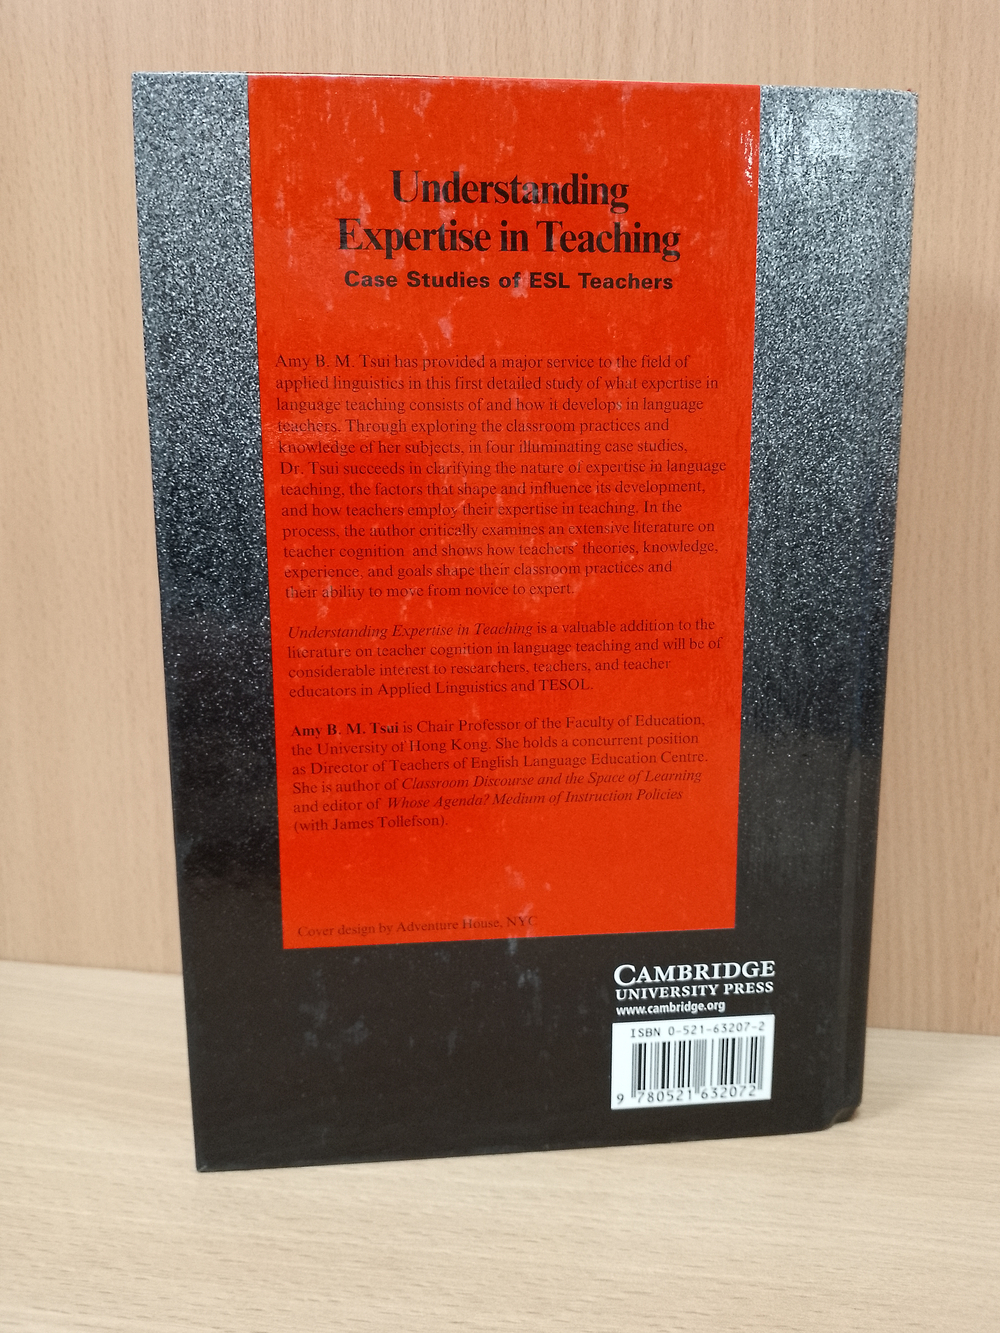 Understanding
Expertise in Teaching
Case Studies of ESL Teachers
Amy B. M. Tsui has provided a major service to the field of
applied linguistics in this first detailed study of what expertise in
language teaching consists of and how it develops in language
teachers. Through exploring the classroom practices and
knowledge of her subjects, in four illuminating case studies,
Dr. Tsui succeeds in clarifying the nature of expertise in language
teaching, the factors that shape and influence its development,
and how teachers employ their expertise in teaching. In the
process, the author critically examines an extensive literature on
teacher cognition and shows how teachers' theories, knowledge,
experience, and goals shape their classroom practices and
their ability to move from novice to expert.
Understanding Expertise in Teaching is a valuable addition to the
literature on teacher cognition in language teaching and will be of
considerable interest to researchers, teachers, and teacher
educators in Applied Linguistics and TESOL.
Amy B. M. Tsui is Chair Professor of the Faculty of Education,
the University of Hong Kong. She holds a concurrent position
as Director of Teachers of English Language Education Centre.
She is author of Classroom Discourse and the Space of Learning
and editor of Whose Agenda? Medium of Instruction Policies
(with James Tollefson).
Cover design by Adventure House, NYC
CAMBRIDGE
UNIVERSITY PRESS
www.cambridge.org
ISBN 0-521-63207-2
9 780521 632072